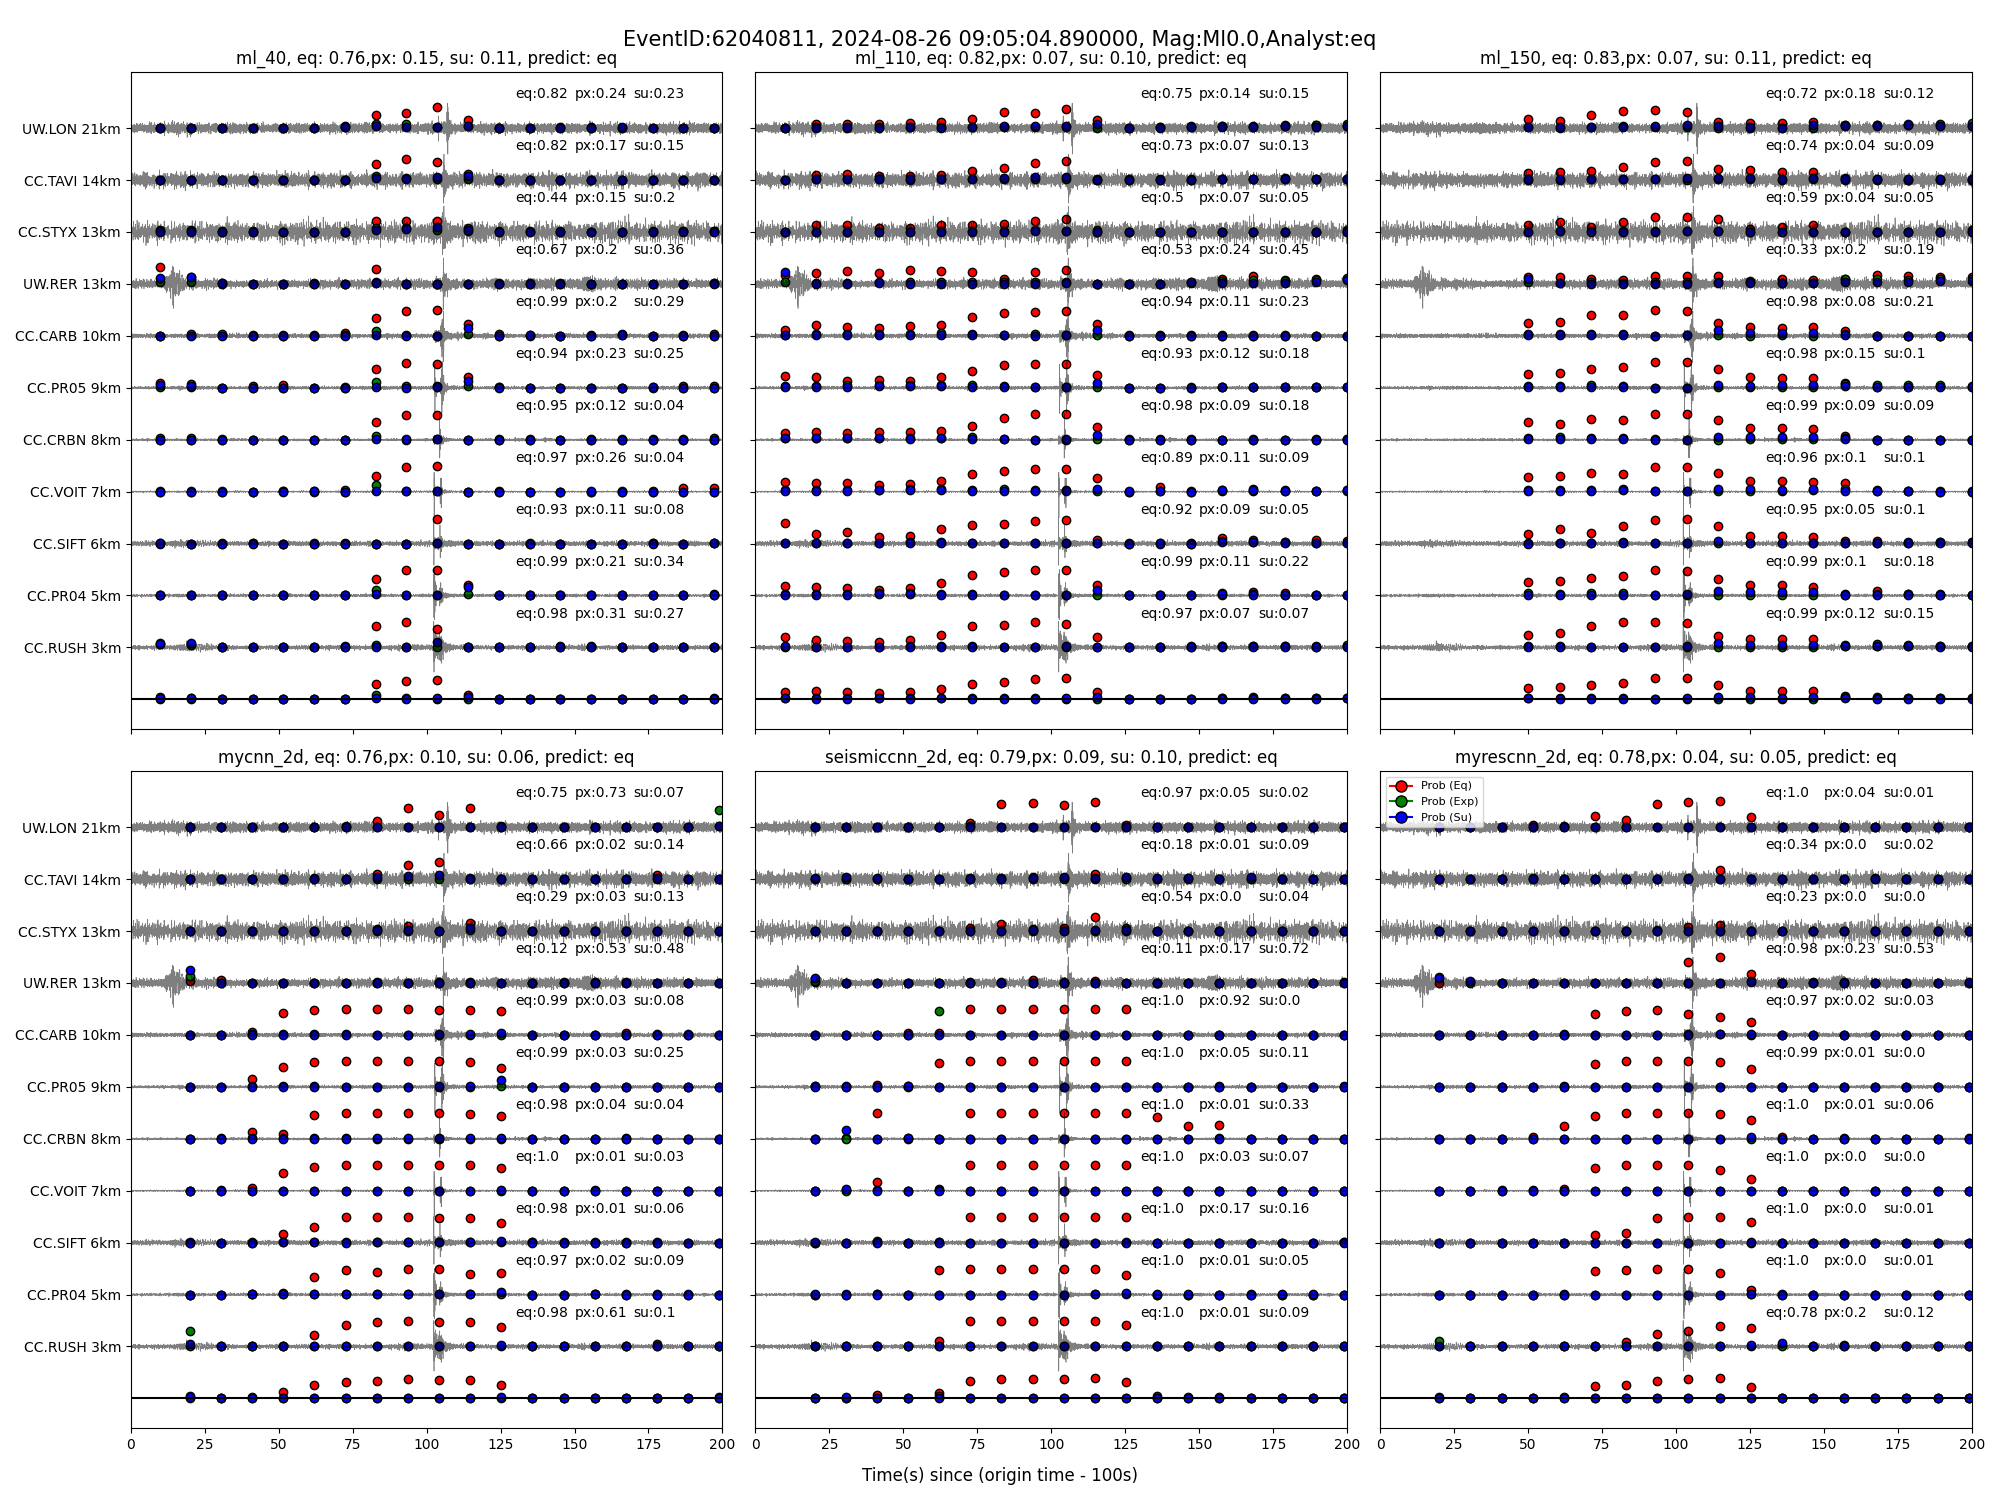 EventID:62040811, 2024-08-26 09:05:04.890000, Mag:Ml0.0,Analyst:eq
ml_40, eq: 0.76,px: 0.15, su: 0.11, predict: eq
eq:0.82 px:0.24 su:0.23
UW.LON 21km
eq:0.82 px:0.17 su:0.15
CC.TAVI 14km
eq:0.44 px:0.15 su:0.2
CC.STYX 13km
eq:0.67 px:0.2 su:0.36
UW.RER 13km
eq:0.99 px:0.2 su:0.29
CC.CARB 10km
eq:0.94 px:0.23 su:0.25
CC.PR05 9km
eq:0.95 px:0.12 su:0.04
CC.CRBN 8km
eq:0.97 px:0.26 su:0.04
CC.VOIT 7km
eq:0.93 px:0.11 su:0.08
CC.SIFT 6km
eq:0.99 px:0.21 su:0.34
CC.PR04 5km
eq:0.98 px:0.31 su:0.27
CC.RUSH 3km
ml_110, eq: 0.82,px: 0.07, su: 0.10, predict: eq
eq:0.75 px:0.14 su:0.15
eq:0.73 px:0.07 su:0.13
eq:0.5 px:0.07 su:0.05
eq:0.53 px:0.24 su:0.45
eq:0.94 px:0.11 su:0.23
eq:0.93 px:0.12 su:0.18
eq:0.98 px:0.09 su:0.18
eq:0.89 px:0.11 su:0.09
eq:0.92 px:0.09 su:0.05
eq:0.99 px:0.11 su:0.22
eq:0.97 px:0.07 su:0.07
ml_150, eq: 0.83,px: 0.07, su: 0.11, predict: eq
eq:0.72 px:0.18 su:0.12
eq:0.74 px:0.04 su:0.09
eq:0.59 px:0.04 su:0.05
eq:0.33 px:0.2 su:0.19
eq:0.98 px:0.08 su:0.21
eq:0.98 px:0.15 su:0.1
eq:0.99 px:0.09 su:0.09
eq:0.96 px:0.1 su:0.1
eq:0.95 px:0.05 su:0.1
eq:0.99 px:0.1 su:0.18
eq:0.99 px:0.12 su:0.15
mycnn_2d, eq: 0.76,px: 0.10, su: 0.06, predict: eq
eq:0.75 px:0.73 su:0.07
UW.LON 21km
eq:0.66 px:0.02 su:0.14
CC.TAVI 14km
eq:0.29 px:0.03 su:0.13
CC.STYX 13km
eq:0.12 px:0.53 su:0.48
UW.RER 13km
eq:0.99 px:0.03 su:0.08
CC.CARB 10km
eq:0.99 px:0.03 su:0.25
CC.PR05 9km
eq:0.98 px:0.04 su:0.04
CC.CRBN 8km
eq:1.0 px:0.01 su:0.03
CC.VOIT 7km
eq:0.98 px:0.01 su:0.06
CC.SIFT 6km
eq:0.97 px:0.02 su:0.09
CC.PR04 5km
eq:0.98 px:0.61 su:0.1
CC.RUSH 3km
0 25 50 75 100 125 150 175 200
seismiccnn_2d, eq: 0.79,px: 0.09, su: 0.10, predict: eq
eq:0.97 px:0.05 su:0.02
eq:0.18 px:0.01 su:0.09
eq:0.54 px:0.0 su:0.04
eq:0.11 px:0.17 su:0.72
eq:1.0 px:0.92 su:0.0
eq:1.0 px:0.05 su:0.11
eq:1.0 px:0.01 su:0.33
eq:1.0 px:0.03 su:0.07
eq:1.0 px:0.17 su:0.16
eq:1.0 px:0.01 su:0.05
eq:1.0 px:0.01 su:0.09
0 25 50 75 100 125 150 175 200
myrescnn_2d, eq: 0.78,px: 0.04, su: 0.05, predict: eq
Prob (Eq)
Prob (Exp)
Prob (Su)
eq:1.0 px:0.04 su:0.01
eq:0.34 px:0.0 su:0.02
eq:0.23 px:0.0 su:0.0
eq:0.98 px:0.23 su:0.53
eq:0.97 px:0.02 su:0.03
eq:0.99 px:0.01 su:0.0
eq:1.0 px:0.01 su:0.06
eq:1.0 px:0.0 su:0.0
eq:1.0 px:0.0 su:0.01
eq:1.0 px:0.0 su:0.01
eq:0.78 px:0.2 su:0.12
0 25 50 75 100 125 150 175 200
Time(s) since (origin time - 100s)